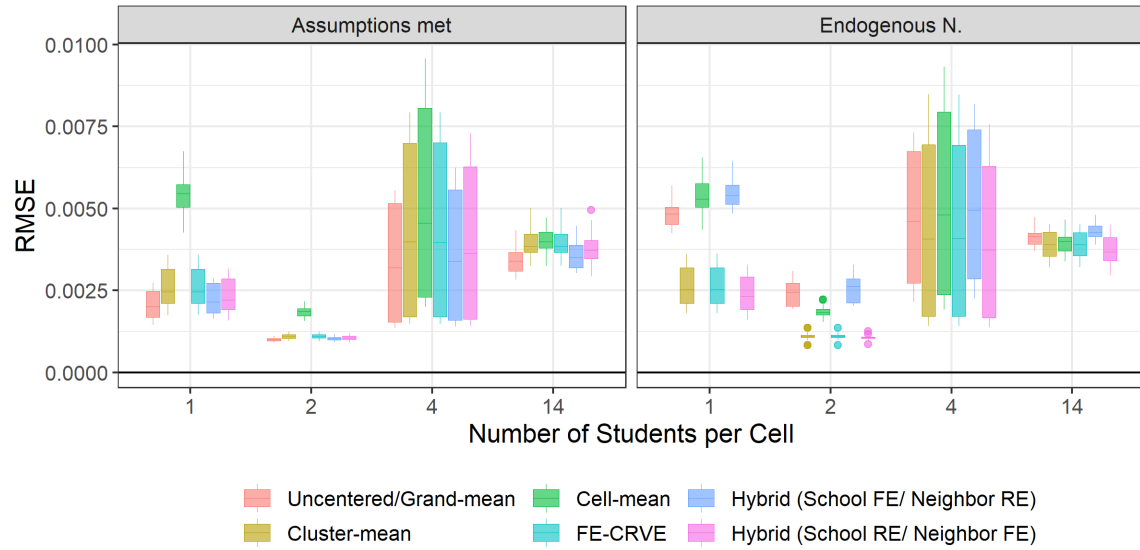 Assumptions met
Endogenous N.
0.0100
0.0075
0.0050
0.0025
0.0000
RMSE
1 2 4 14
1 2 4 14
Number of Students per Cell
Uncentered/Grand-mean
Cell-mean
Hybrid (School FE/ Neighbor RE)
Cluster-mean
FE-CRVE
Hybrid (School RE/ Neighbor FE)